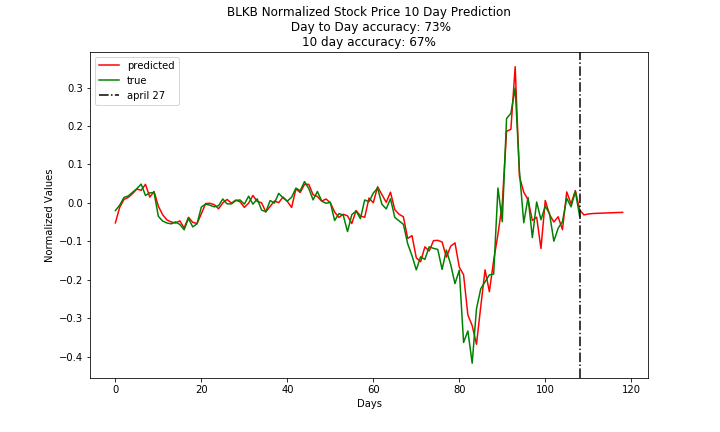 BLKB Normalized Stock Price 10 Day Prediction
Day to Day accuracy: 73%
10 day accuracy: 67%
predicted
true
april 27
Normalized Values
0.3
0.2
0.1
0.0
−0.1
−0.2
−0.3
−0.4
0
20
40
60
80
100
120
Days